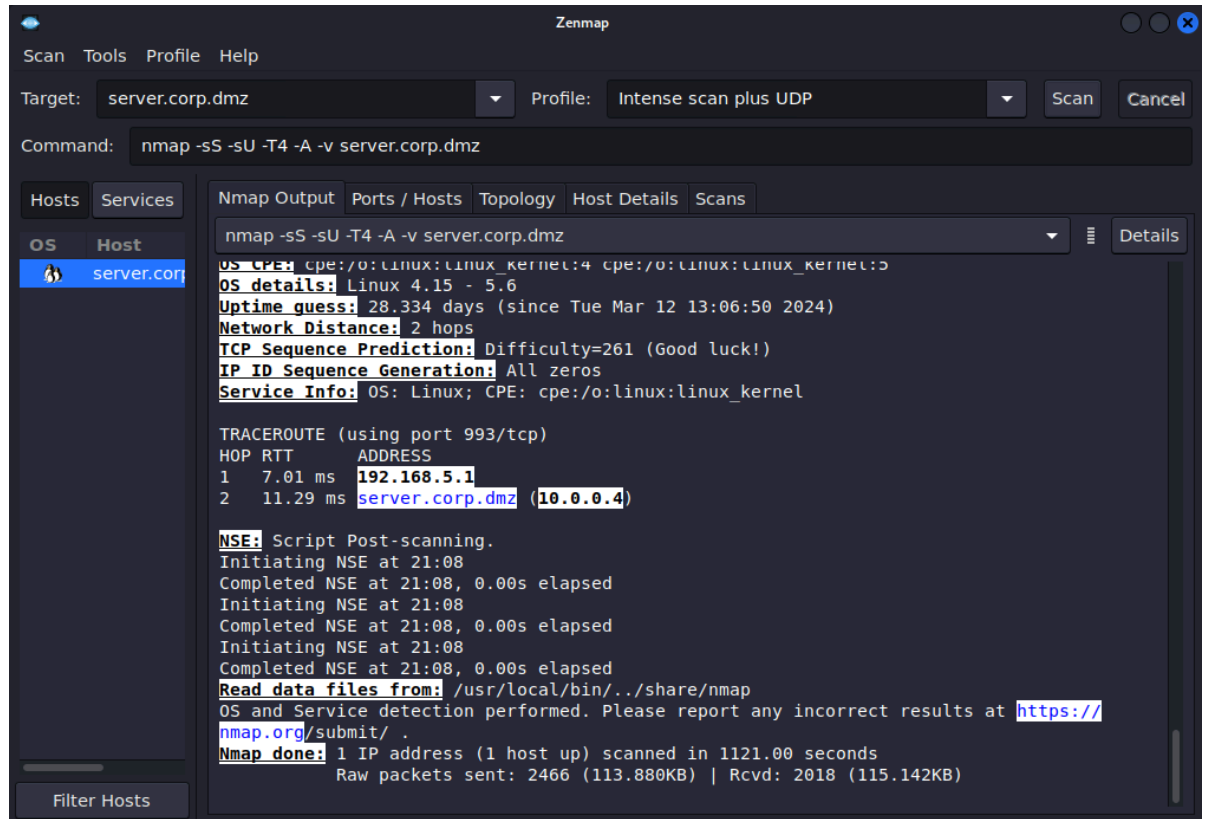 Zenmap
Scan Tools Profile Help
Target: server.corp.dmz Profile: Intense scan plus UDP Scan Cancel
Command: nmap -sS -sU -T4 -A -v server.corp.dmz
Hosts Services
Nmap Output Ports / Hosts Topology Host Details Scans
OS Host
server.corp
nmap -sS -sU -T4 -A -v server.corp.dmz Details
OS CPE: cpe:/o:linux:linux_kernel:4 cpe:/o:linux:linux_kernel:5
OS details: Linux 4.15 - 5.6
Uptime guess: 28.334 days (since Tue Mar 12 13:06:50 2024)
Network Distance: 2 hops
TCP Sequence Prediction: Difficulty=261 (Good luck!)
IP ID Sequence Generation: All zeros
Service Info: OS: Linux; CPE: cpe:/o:linux:linux_kernel
TRACEROUTE (using port 993/tcp)
HOP RTT ADDRESS
1 7.01 ms 192.168.5.1
2 11.29 ms server.corp.dmz (10.0.0.4)
NSE: Script Post-scanning.
Initiating NSE at 21:08
Completed NSE at 21:08, 0.00s elapsed
Initiating NSE at 21:08
Completed NSE at 21:08, 0.00s elapsed
Initiating NSE at 21:08
Completed NSE at 21:08, 0.00s elapsed
Read data files from: /usr/local/bin/../share/nmap
OS and Service detection performed. Please report any incorrect results at https://
nmap.org/submit/ .
Nmap done: 1 IP address (1 host up) scanned in 1121.00 seconds
Raw packets sent: 2466 (113.880KB) | Rcvd: 2018 (115.142KB)
Filter Hosts